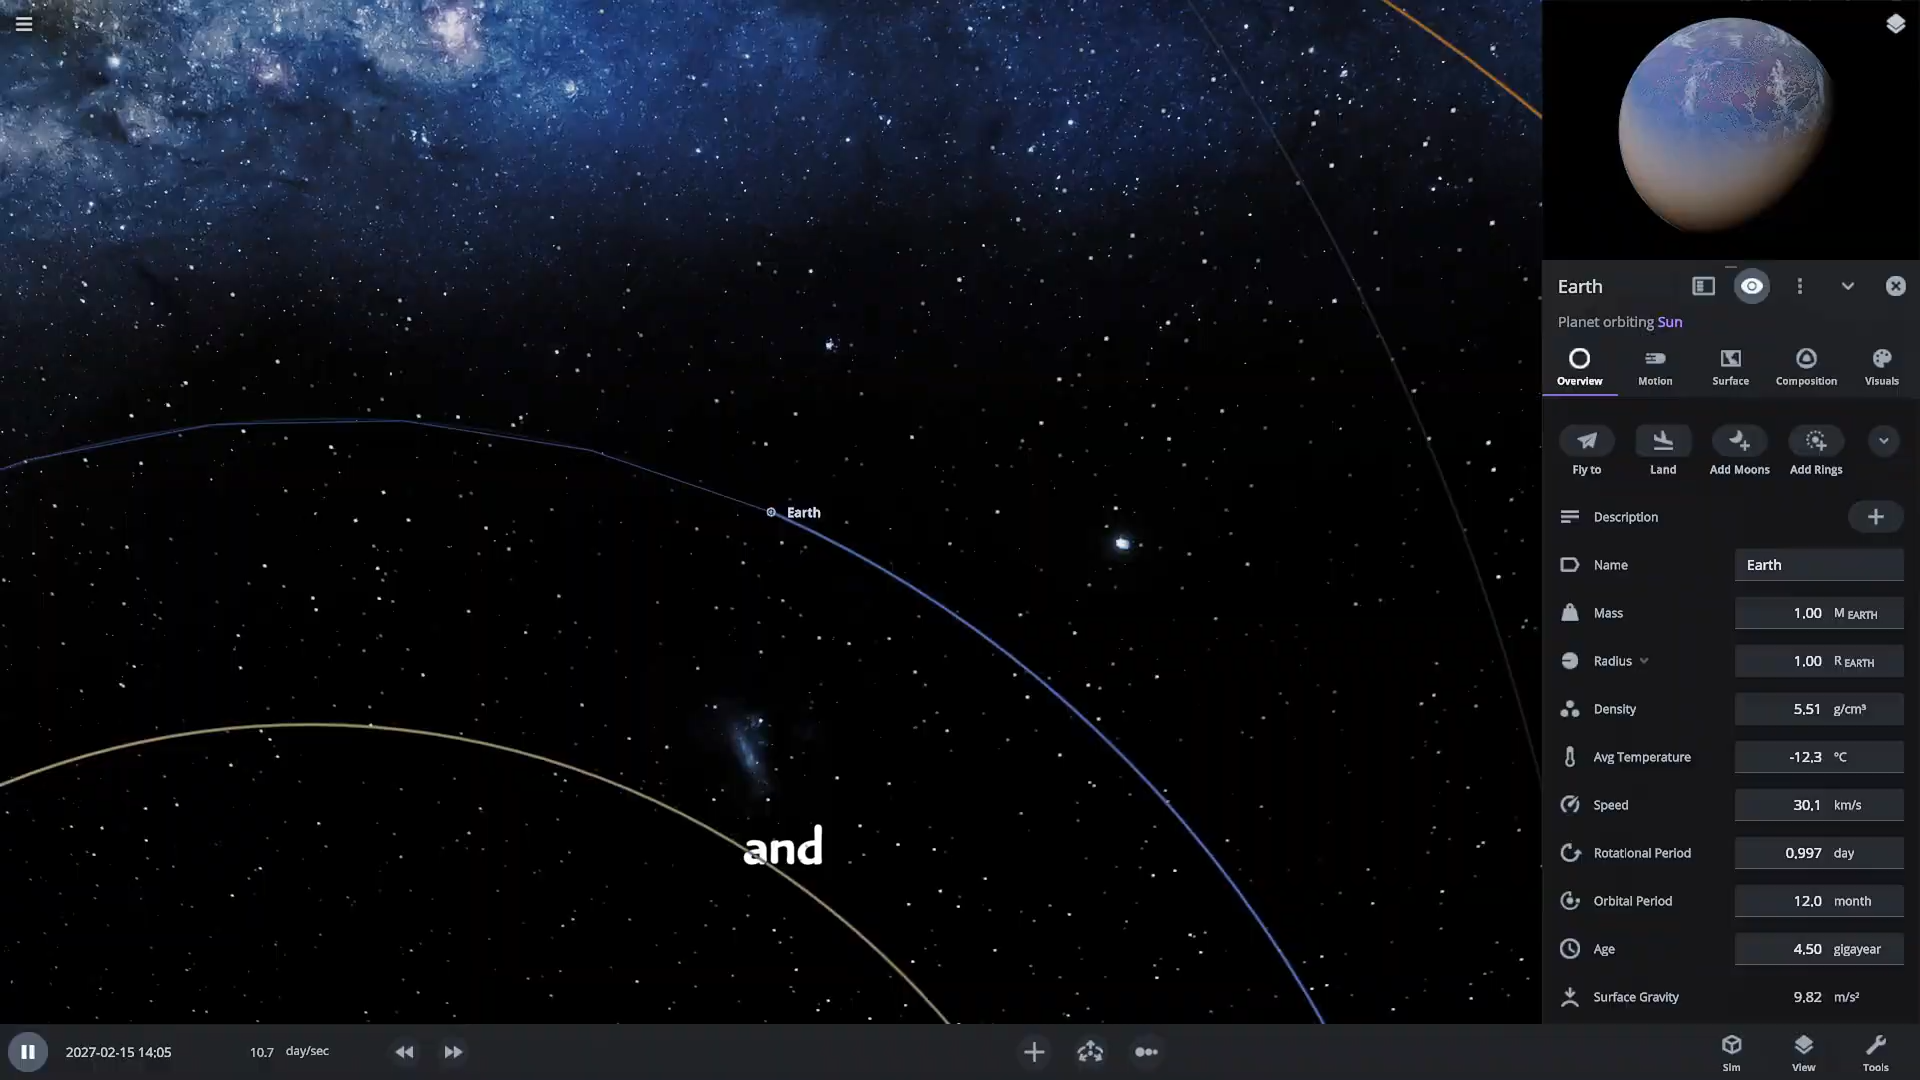 Earth
Planet orbiting Sun
Overview Motion Surface Composition Visuals
Fly to Land Add Moons Add Rings
Description
Name Earth
Mass 1,00 M EARTH
Radius 1,00 R EARTH
Density 5,51 g/cm³
Avg Temperature -12,3 °C
Speed 30,1 km/s
Rotational Period 0,997 day
Orbital Period 12,0 month
Age 4,50 gigayear
Surface Gravity 9,82 m/s²
Earth
and
2027-02-15 14:05 10.7 day/sec
Sim View Tools